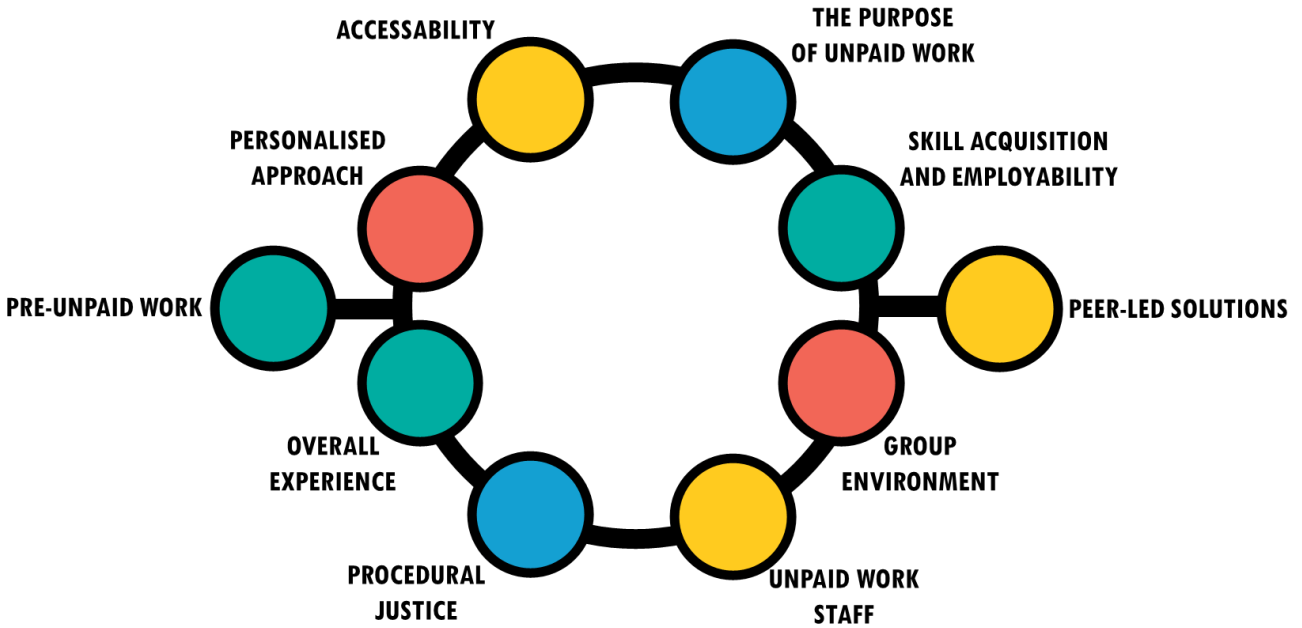 ACCESSABILITY
THE PURPOSE
OF UNPAID WORK
PERSONALISED
APPROACH
SKILL ACQUISITION
AND EMPLOYABILITY
PRE-UNPAID WORK
PEER-LED SOLUTIONS
OVERALL
EXPERIENCE
GROUP
ENVIRONMENT
PROCEDURAL
JUSTICE
UNPAID WORK
STAFF